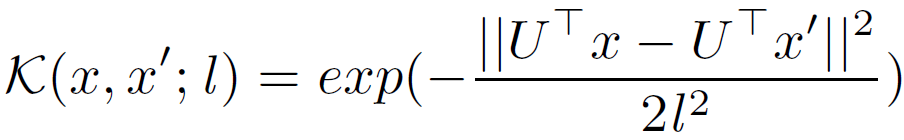 𝒦(x, x′; l) = exp(−||U⊤x − U⊤x′||² / 2l²)